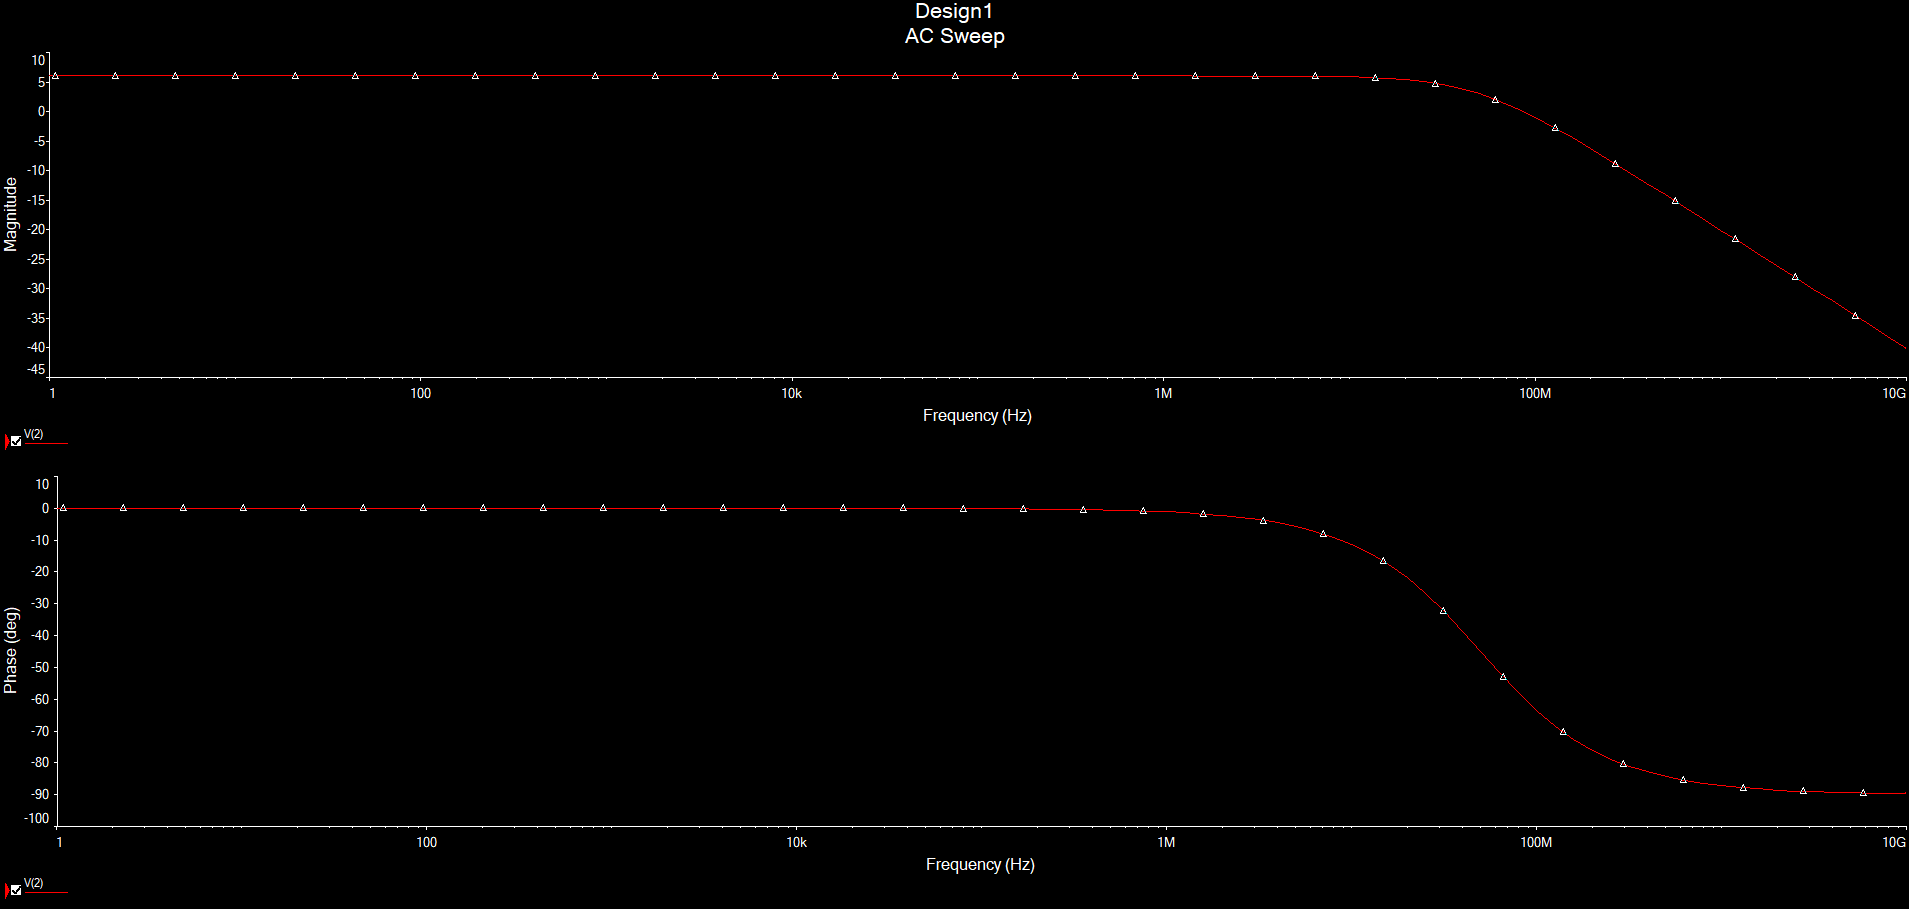 Design1
AC Sweep
10
5
0
-5
-10
-15
-20
-25
-30
-35
-40
-45
Magnitude
1 100 10k 1M 100M 10G
Frequency (Hz)
V(2)
10
0
-10
-20
-30
-40
-50
-60
-70
-80
-90
-100
Phase (deg)
1 100 10k 1M 100M 10G
Frequency (Hz)
V(2)